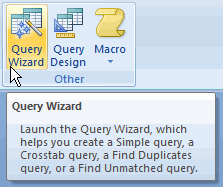 Query Wizard
Query Design
Macro
Other
Query Wizard
Launch the Query Wizard, which
helps you create a Simple query, a
Crosstab query, a Find Duplicates
query, or a Find Unmatched query.